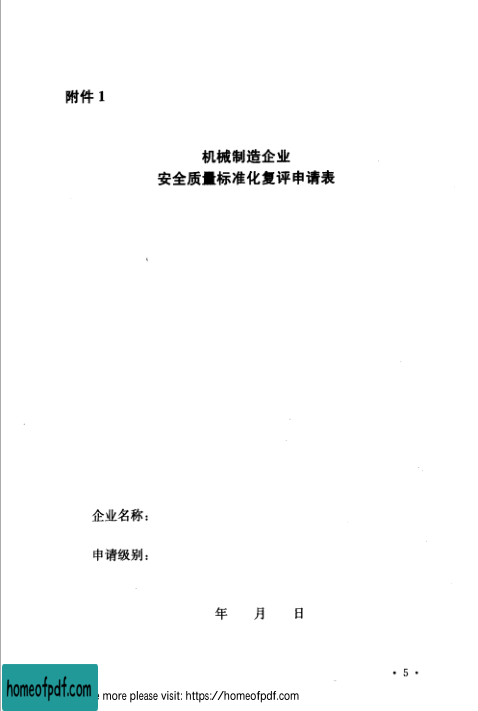 附件 1
机械制造企业
安全质量标准化复评申请表
企业名称：
申请级别：
年 月 日
• 5 •
homeofpdf.com
more please visit: https://homeofpdf.com